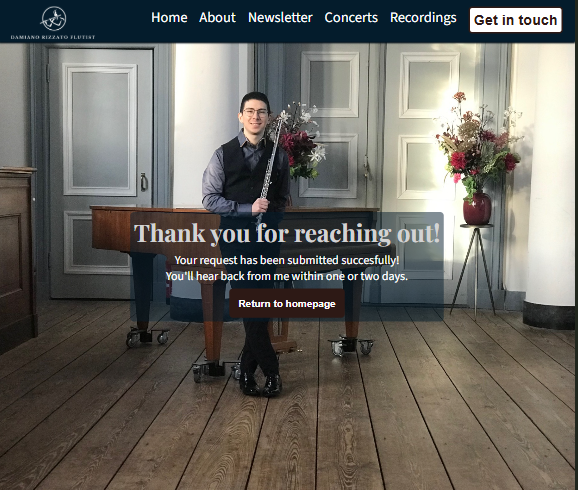 Home About Newsletter Concerts Recordings Get in touch
DAMIANO RIZZATO FLUTIST
Thank you for reaching out!
Your request has been submitted succesfully!
You'll hear back from me within one or two days.
Return to homepage